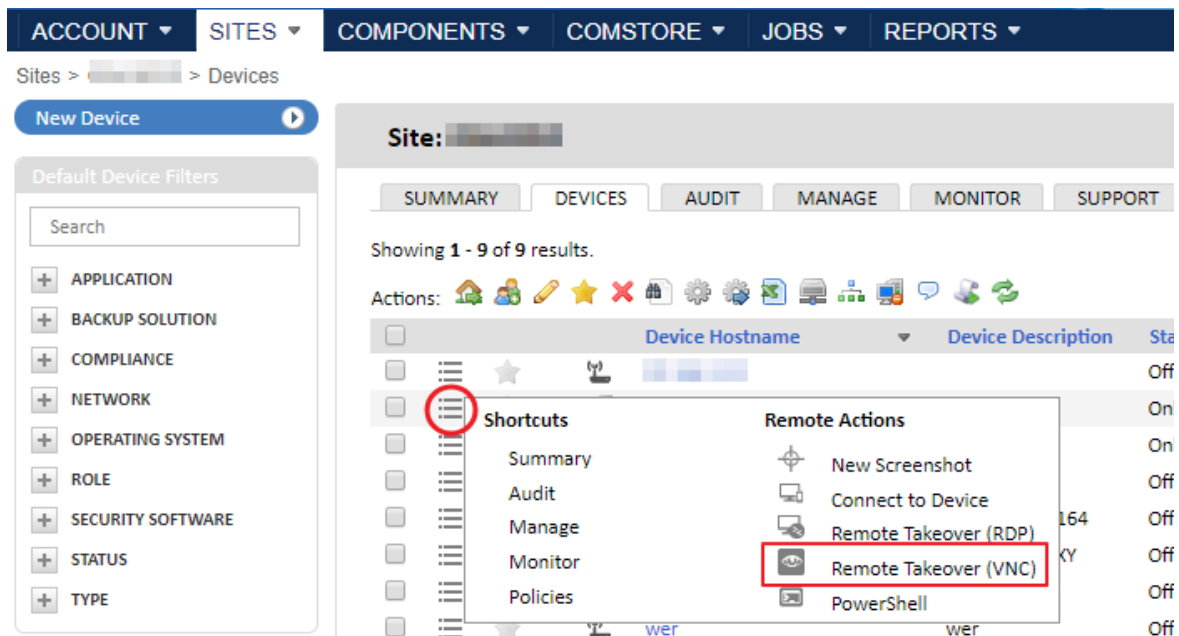 ACCOUNT SITES COMPONENTS COMSTORE JOBS REPORTS
Sites > > Devices
New Device
Default Device Filters
Search
APPLICATION
BACKUP SOLUTION
COMPLIANCE
NETWORK
OPERATING SYSTEM
ROLE
SECURITY SOFTWARE
STATUS
TYPE
Site:
SUMMARY DEVICES AUDIT MANAGE MONITOR SUPPORT
Showing 1 - 9 of 9 results.
Actions:
Device Hostname Device Description Sta
Off
Onl
Onl
Off
164 Off
XY Off
Off
wer wer Off
Shortcuts
Summary
Audit
Manage
Monitor
Policies
Remote Actions
New Screenshot
Connect to Device
Remote Takeover (RDP)
Remote Takeover (VNC)
PowerShell